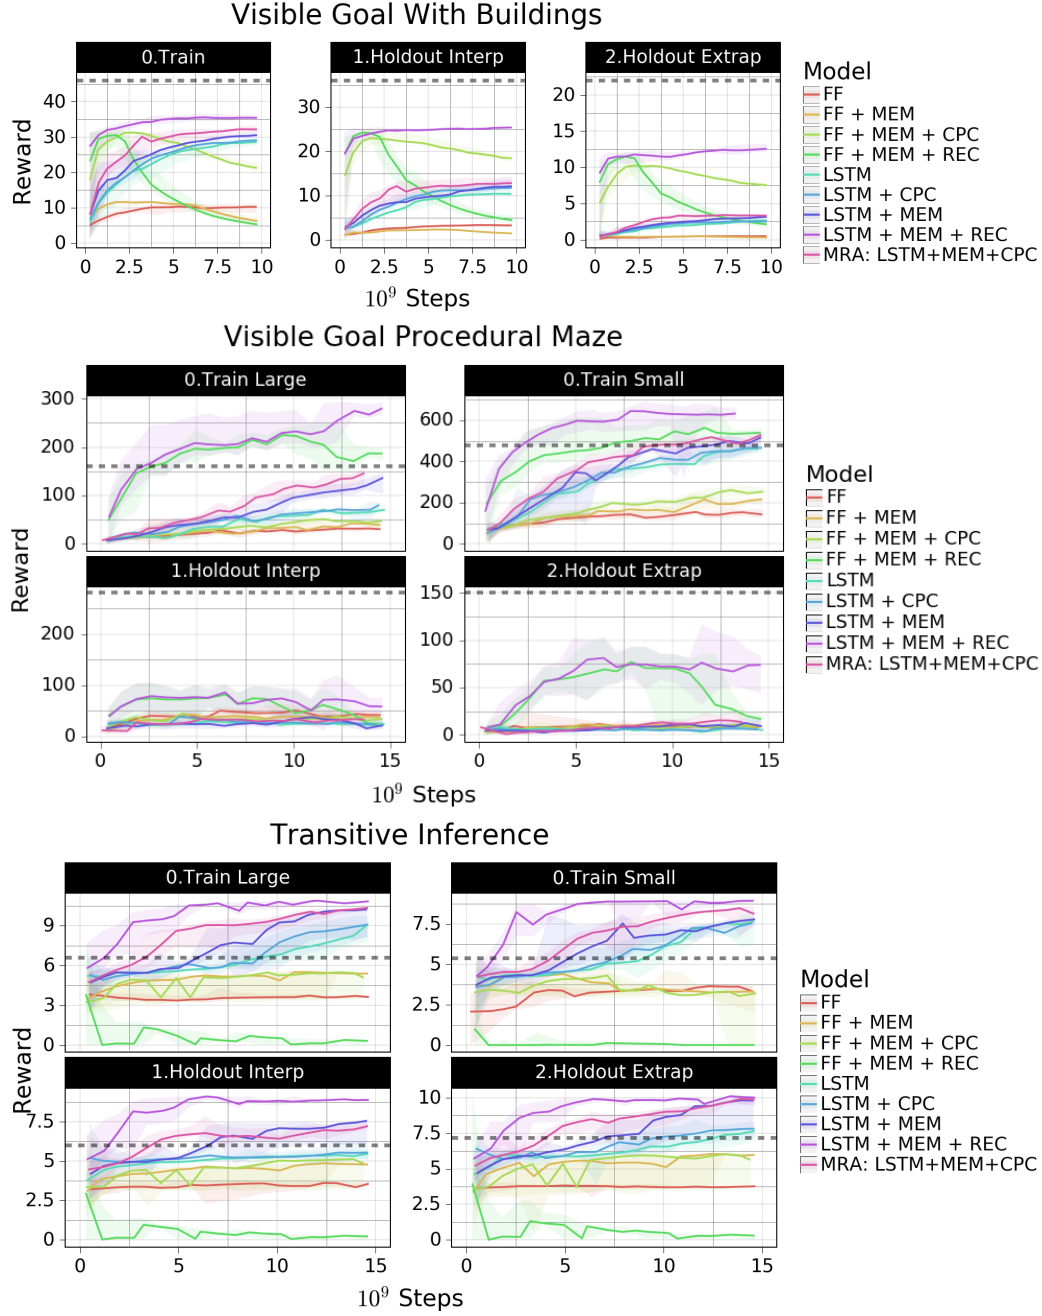 Visible Goal With Buildings
0.Train
1.Holdout Interp
2.Holdout Extrap
Reward
40
30
20
10
0
30
20
10
0
20
15
10
5
0
0 2.5 5 7.5 10
0 2.5 5 7.5 10
0 2.5 5 7.5 10
10⁹ Steps
Model
FF
FF + MEM
FF + MEM + CPC
FF + MEM + REC
LSTM
LSTM + CPC
LSTM + MEM
LSTM + MEM + REC
MRA: LSTM+MEM+CPC
Visible Goal Procedural Maze
0.Train Large
0.Train Small
300
200
100
0
600
400
200
0
Reward
1.Holdout Interp
2.Holdout Extrap
200
100
0
150
100
50
0
0 5 10 15
0 5 10 15
10⁹ Steps
Model
FF
FF + MEM
FF + MEM + CPC
FF + MEM + REC
LSTM
LSTM + CPC
LSTM + MEM
LSTM + MEM + REC
MRA: LSTM+MEM+CPC
Transitive Inference
0.Train Large
0.Train Small
9
6
3
0
7.5
5
2.5
0
Reward
1.Holdout Interp
2.Holdout Extrap
7.5
5
2.5
0
10
7.5
5
2.5
0
0 5 10 15
0 5 10 15
10⁹ Steps
Model
FF
FF + MEM
FF + MEM + CPC
FF + MEM + REC
LSTM
LSTM + CPC
LSTM + MEM
LSTM + MEM + REC
MRA: LSTM+MEM+CPC